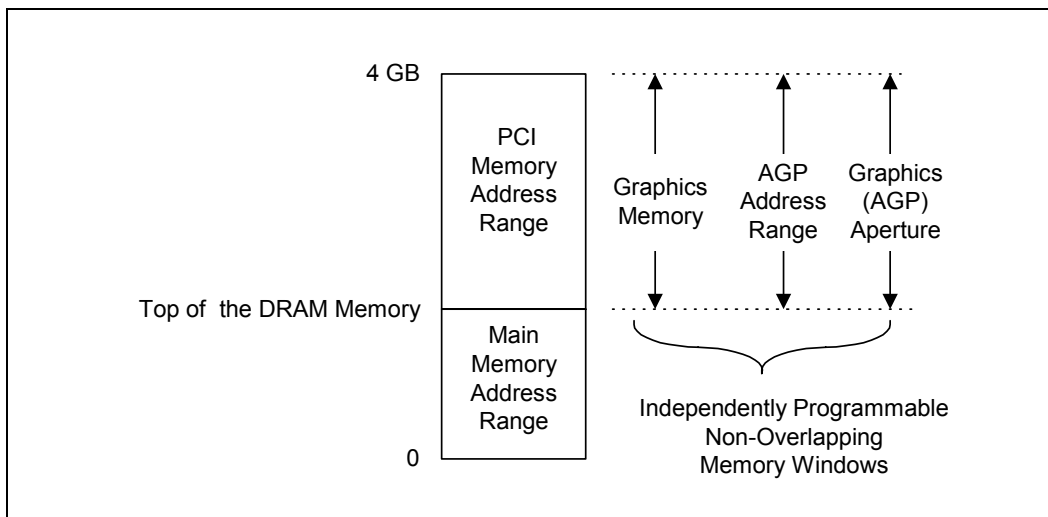 4 GB
PCI
Memory
Address
Range
Graphics
Memory
AGP
Address
Range
Graphics
(AGP)
Aperture
Top of the DRAM Memory
Main
Memory
Address
Range
0
Independently Programmable
Non-Overlapping
Memory Windows